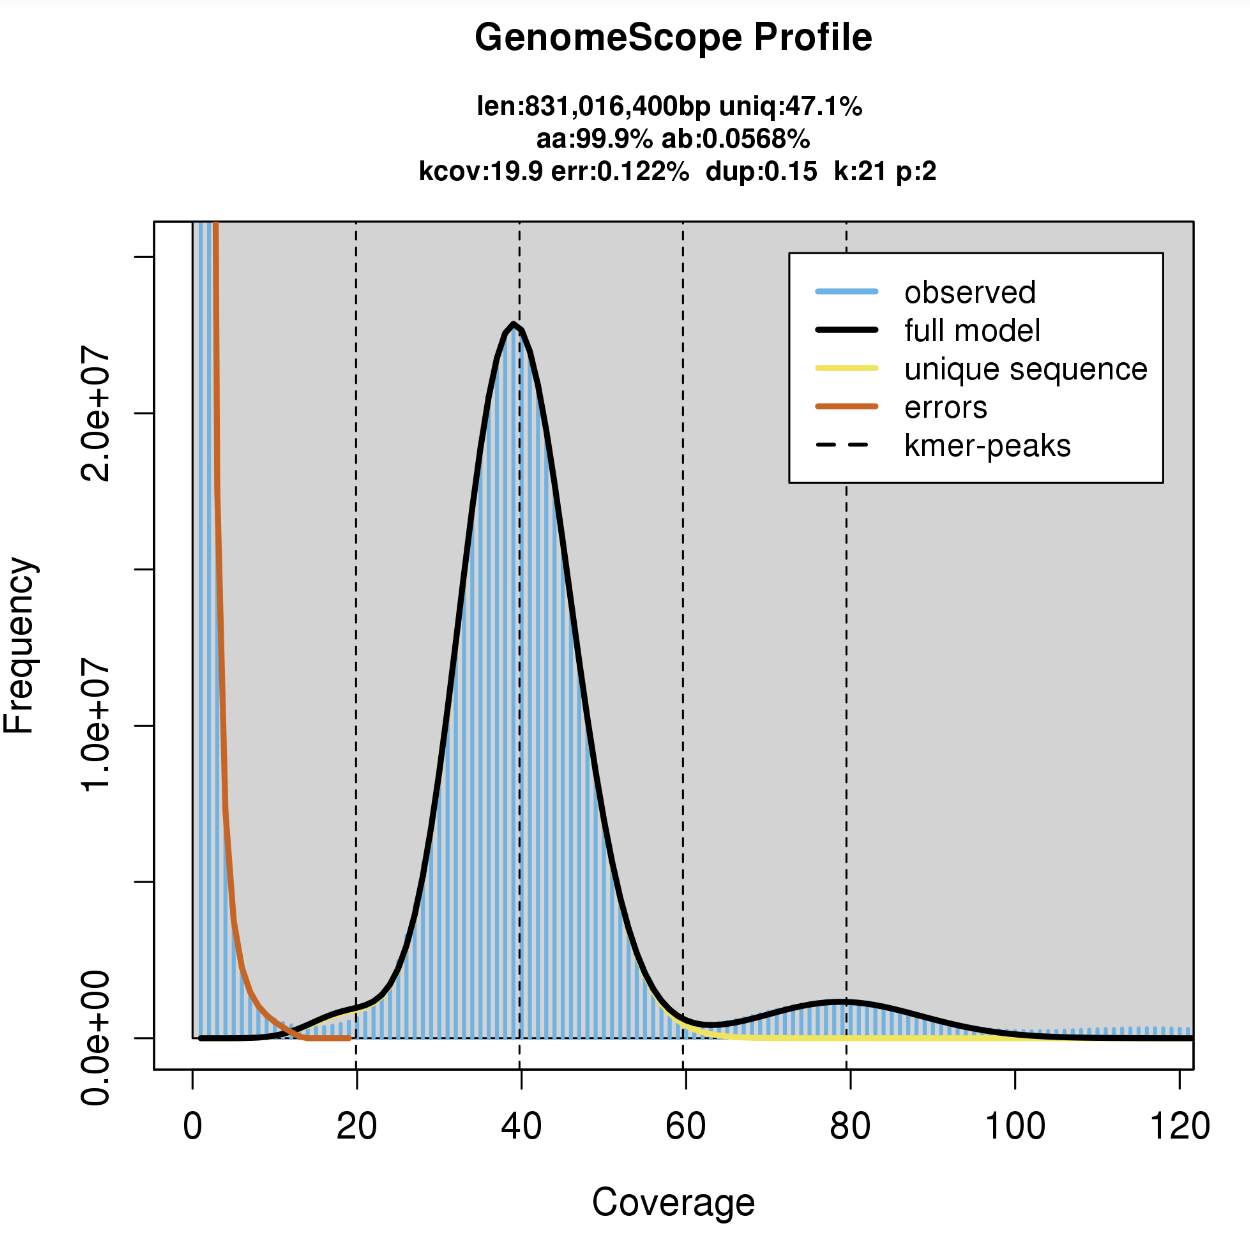 GenomeScope Profile
len:831,016,400bp uniq:47.1%
aa:99.9% ab:0.0568%
kcov:19.9 err:0.122% dup:0.15 k:21 p:2
observed
full model
unique sequence
errors
kmer-peaks
Frequency
2.0e+07
1.0e+07
0.0e+00
0 20 40 60 80 100 120
Coverage